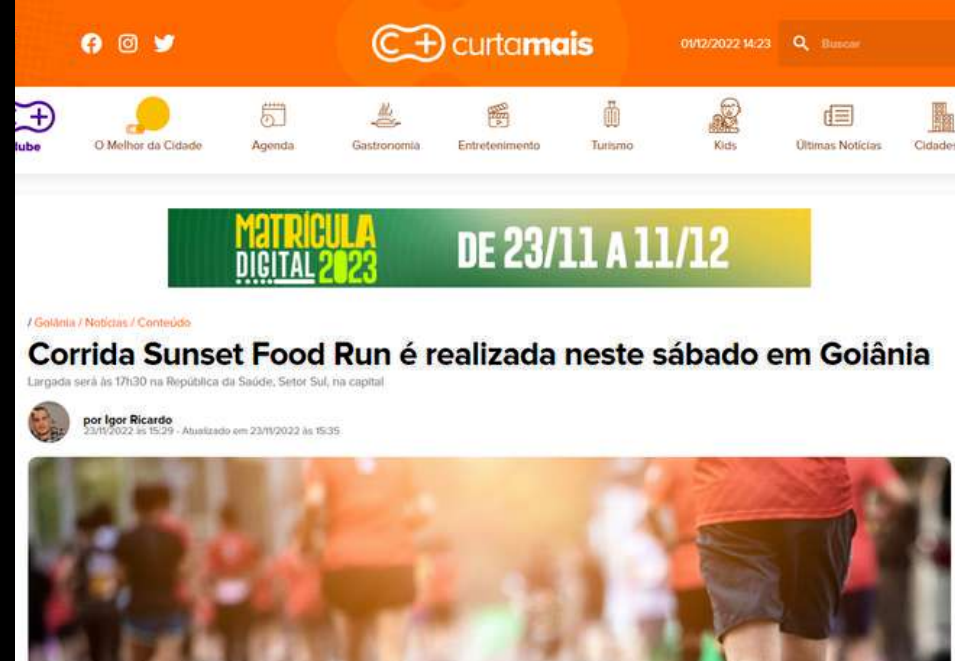 curtamais
01/12/2022 14:23
Buscar
lube
O Melhor da Cidade
Agenda
Gastronomia
Entretenimento
Turismo
Kids
Últimas Notícias
Cidades
MATRÍCULA
DIGITAL 2023
DE 23/11 A 11/12
/ Goiânia / Notícias / Conteúdo
Corrida Sunset Food Run é realizada neste sábado em Goiânia
Largada será às 17h30 na República da Saúde, Setor Sul, na capital
por Igor Ricardo
23/11/2022 às 15:29 - Atualizado em 23/11/2022 às 15:35